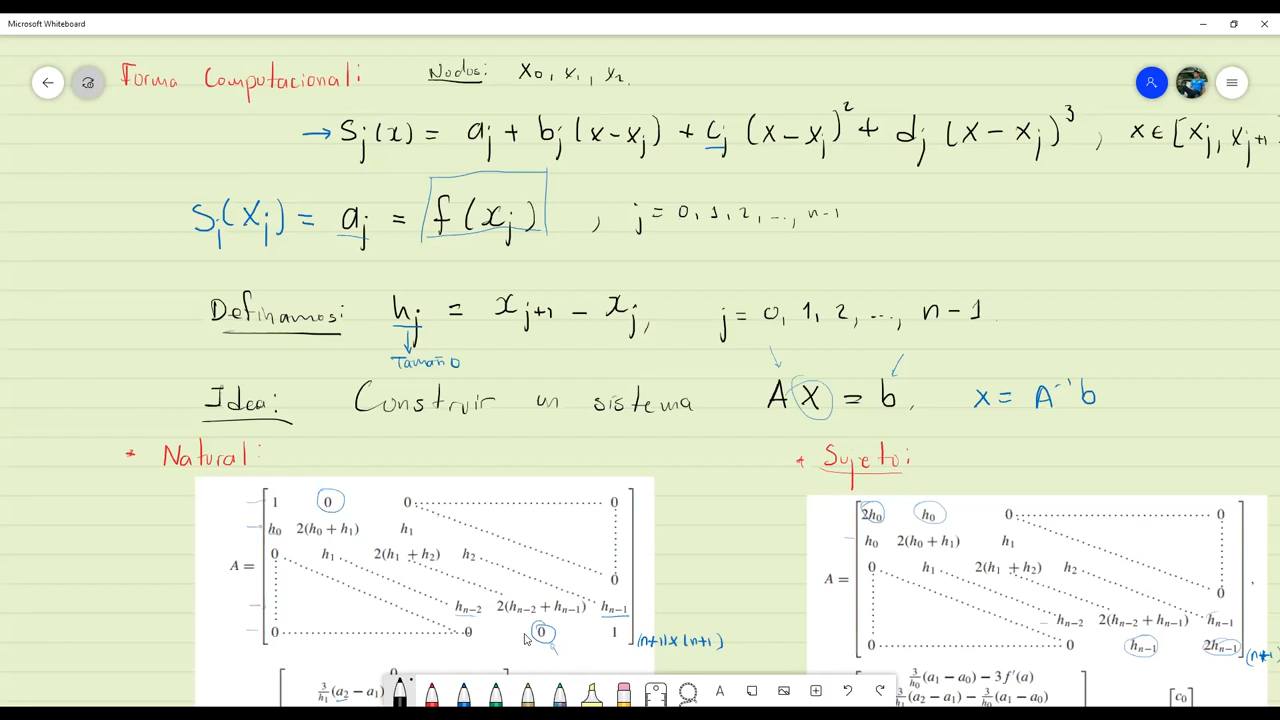 Microsoft Whiteboard
Forma Computacional: Nodos: x0, x1, x2.
→ Sj(x) = aj + bj(x-xj) + cj (x-xj)^2 + dj (x-xj)^3, x ∈ [xj, xj+1
Sj(xj) = aj = f(xj), j = 0, 1, 2, ..., n-1
Definamos: hj = xj+1 - xj, j = 0, 1, 2, ..., n-1
Tamaño
Idea: Construir un sistema AX = b. x = A^-1 b
* Natural: * Sujeto:
1 0 0 0
h0 2(h0 + h1) h1
0 h1 2(h1 + h2) h2
A =
0
hn−2 2(hn−2 + hn−1) hn−1
0 0 0 1 (n+1)x(n+1)
3/h1 (a2 − a1)
2h0 h0 0 0
h0 2(h0 + h1) h1
0 h1 2(h1 + h2) h2
A =
0
hn−2 2(hn−2 + hn−1) hn−1
0 0 hn−1 2hn−1 (n+1
3/h0 (a1 − a0) − 3f′(a)
3/h1 (a2 − a1) − 3/h0 (a1 − a0) c0